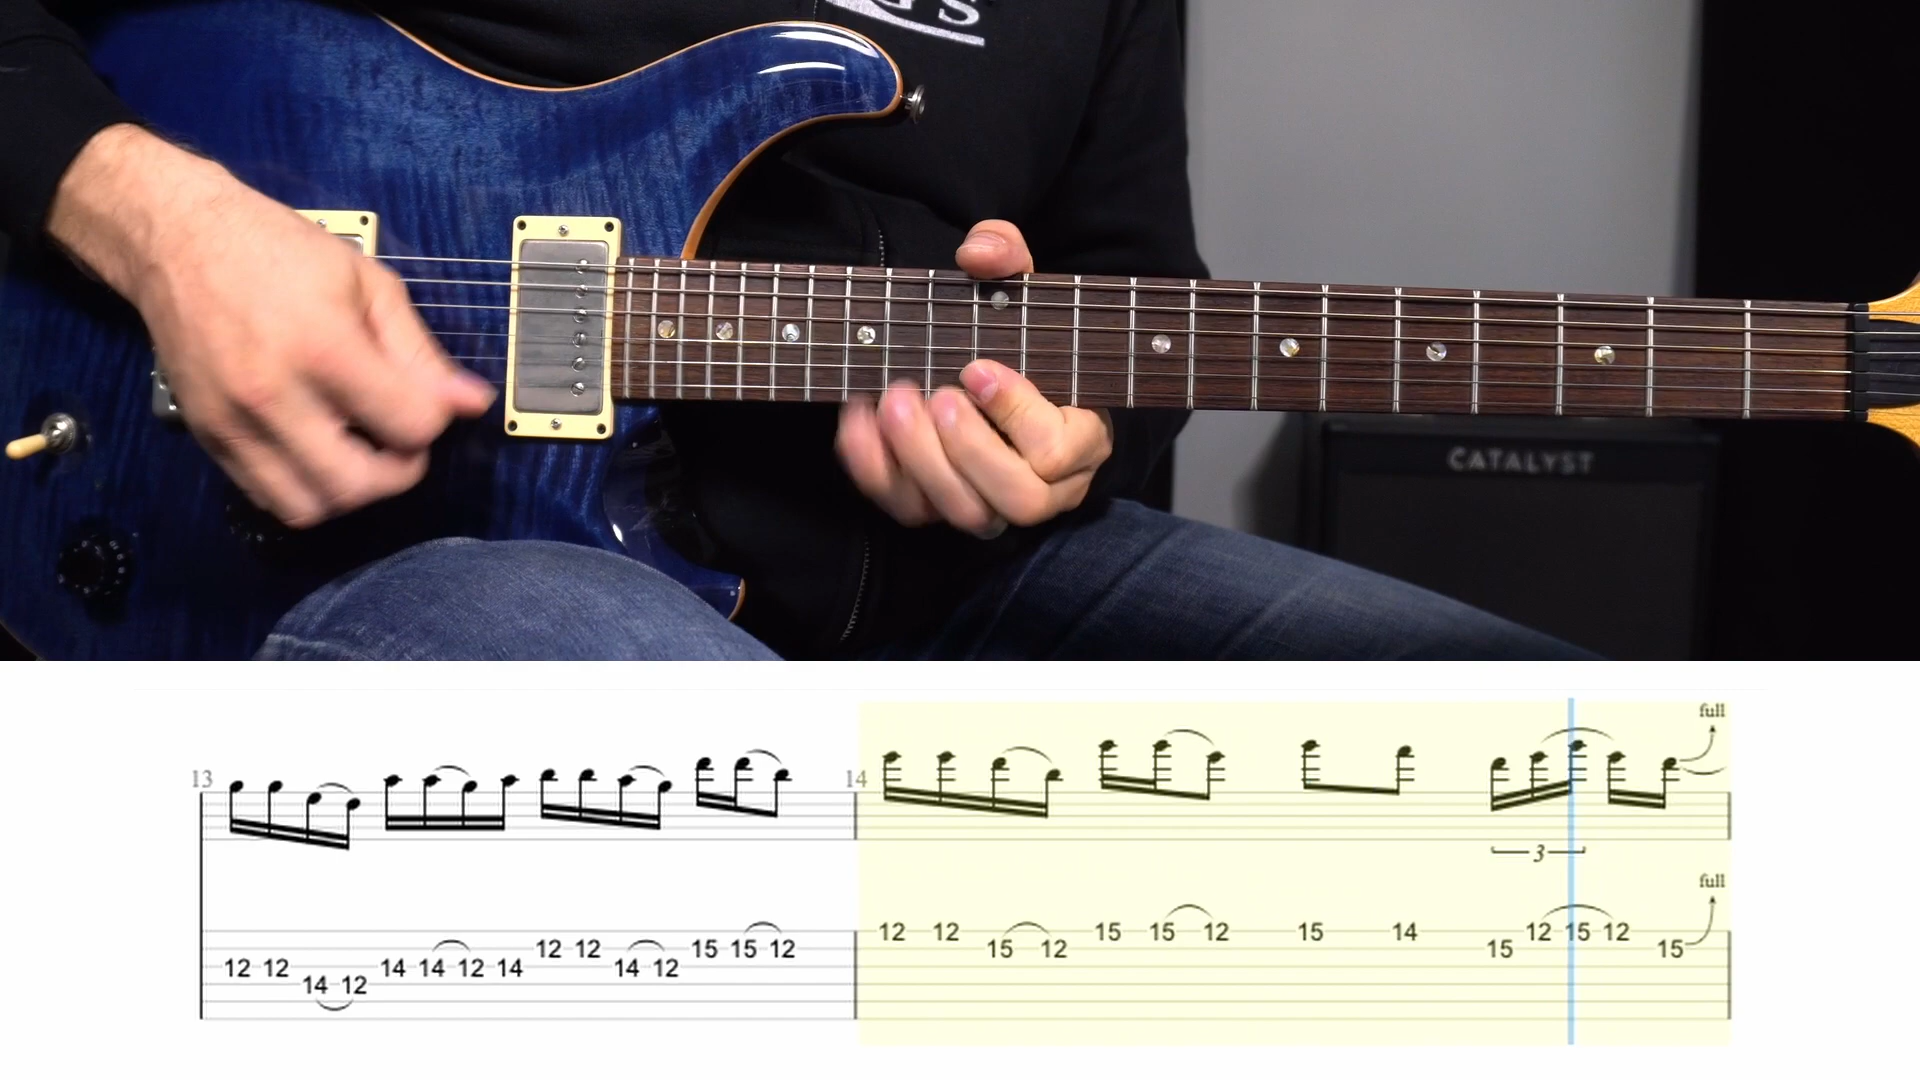 GS
CATALYST
full
13
14
3
full
12 12 15 12 15 15 12 15 14 12 15 12
12 12 14 12 15 15 12 15 15
12 12 14 14 12 14
14 12